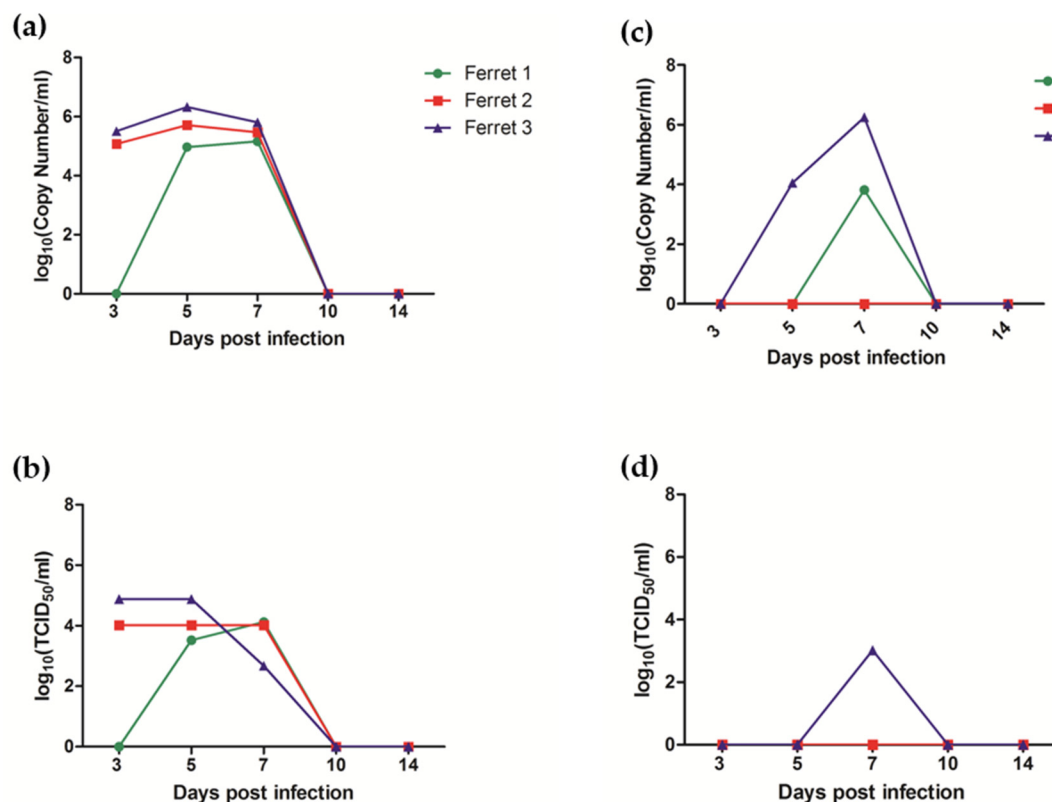 (a)
8
6
4
2
0
log10(Copy Number/ml)
3 5 7 10 14
Days post infection
Ferret 1
Ferret 2
Ferret 3
(c)
8
6
4
2
0
log10(Copy Number/ml)
3 5 7 10 14
Days post infection
(b)
8
6
4
2
0
log10(TCID50/ml)
3 5 7 10 14
Days post infection
(d)
8
6
4
2
0
log10(TCID50/ml)
3 5 7 10 14
Days post infection